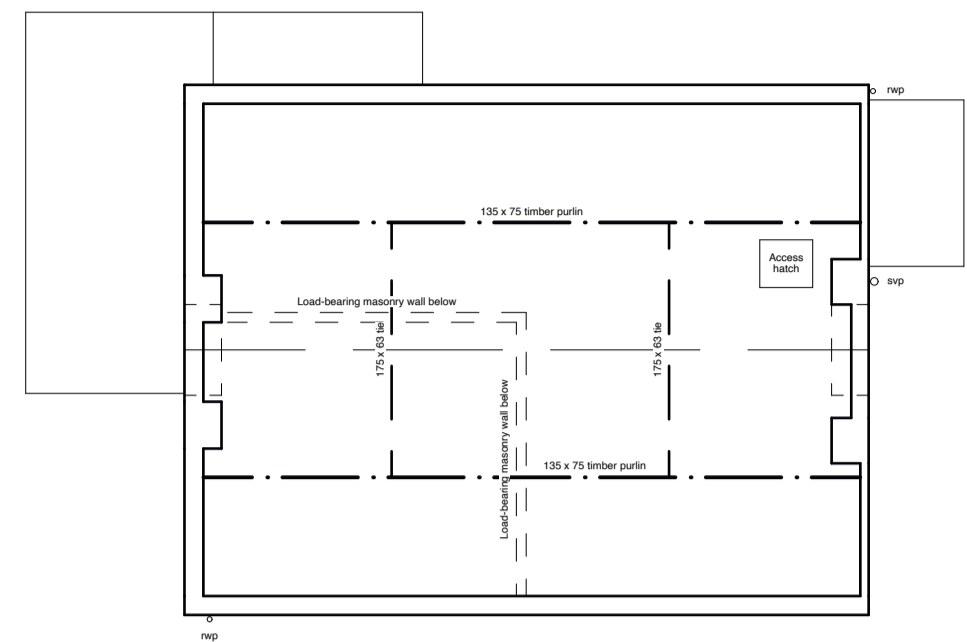 rwp
135 x 75 timber purlin
Access
hatch
svp
Load-bearing masonry wall below
175 x 63 tie
175 x 63 tie
Load-bearing masonry wall below
135 x 75 timber purlin
rwp